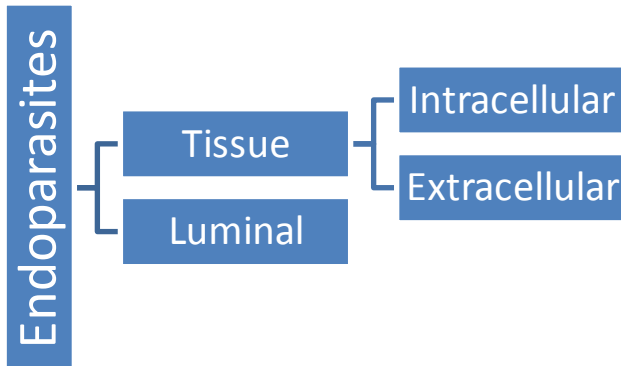 Endoparasites
Tissue
Luminal
Intracellular
Extracellular